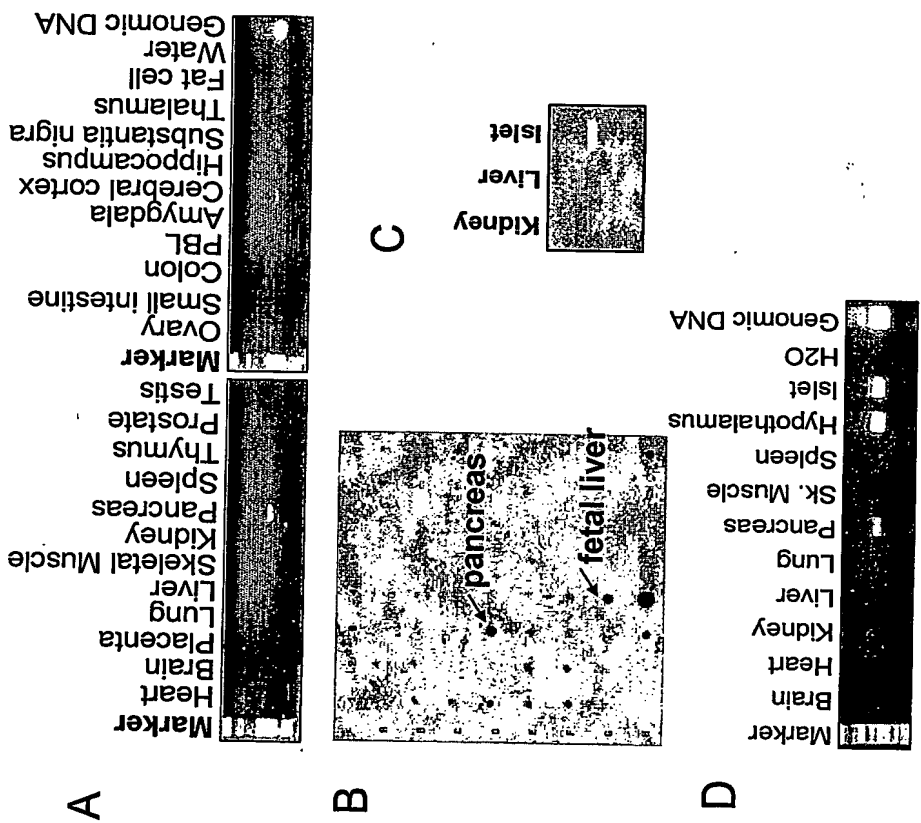 A
Marker
Heart
Brain
Placenta
Lung
Liver
Skeletal Muscle
Kidney
Pancreas
Spleen
Thymus
Prostate
Testis
Marker
Ovary
Small intestine
Colon
PBL
Amygdala
Cerebral cortex
Hippocampus
Substantia nigra
Thalamus
Fat cell
Water
Genomic DNA
B
pancreas
fetal liver
C
Kidney
Liver
Islet
D
Marker
Brain
Heart
Kidney
Liver
Lung
Pancreas
Sk. Muscle
Spleen
Hypothalamus
Islet
H2O
Genomic DNA